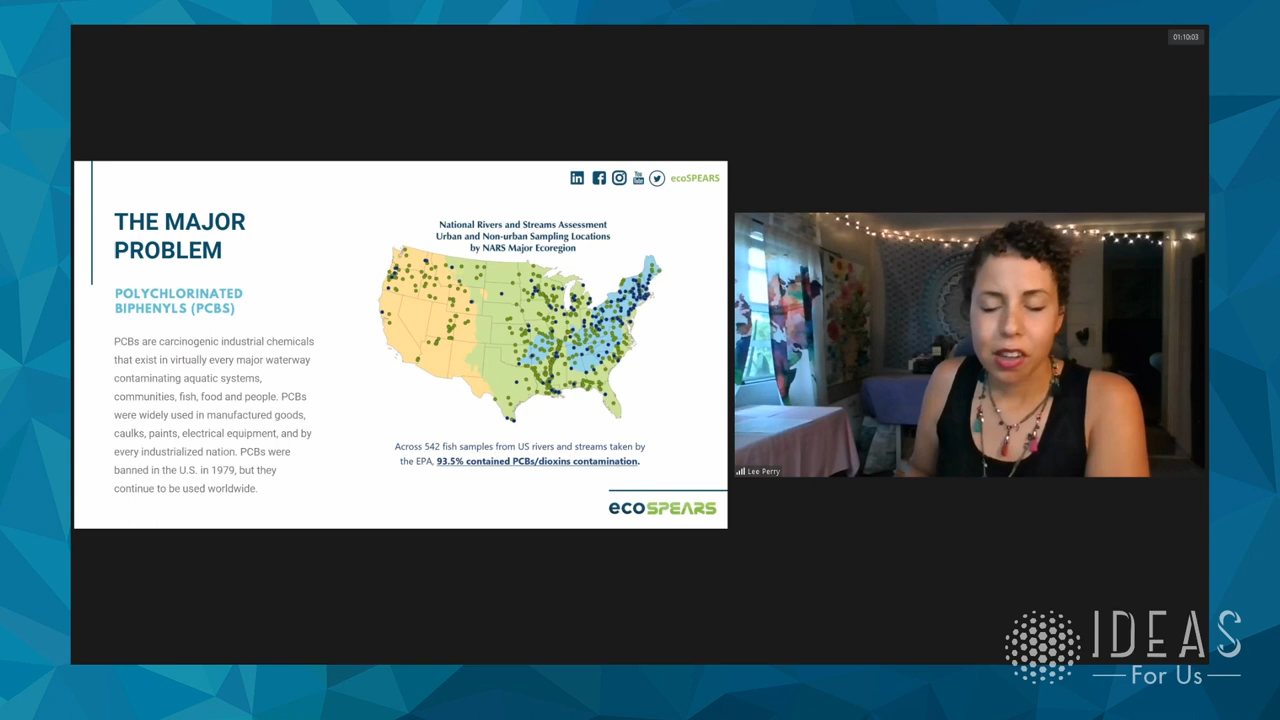 01:10:03
ecoSPEARS
THE MAJOR
PROBLEM
POLYCHLORINATED
BIPHENYLS (PCBS)
PCBs are carcinogenic industrial chemicals
that exist in virtually every major waterway
contaminating aquatic systems,
communities, fish, food and people. PCBs
were widely used in manufactured goods,
caulks, paints, electrical equipment, and by
every industrialized nation. PCBs were
banned in the U.S. in 1979, but they
continue to be used worldwide.
National Rivers and Streams Assessment
Urban and Non-urban Sampling Locations
by NARS Major Ecoregion
Across 542 fish samples from US rivers and streams taken by
the EPA, 93.5% contained PCBs/dioxins contamination.
ecoSPEARS
Lee Perry
IDEAS
For Us